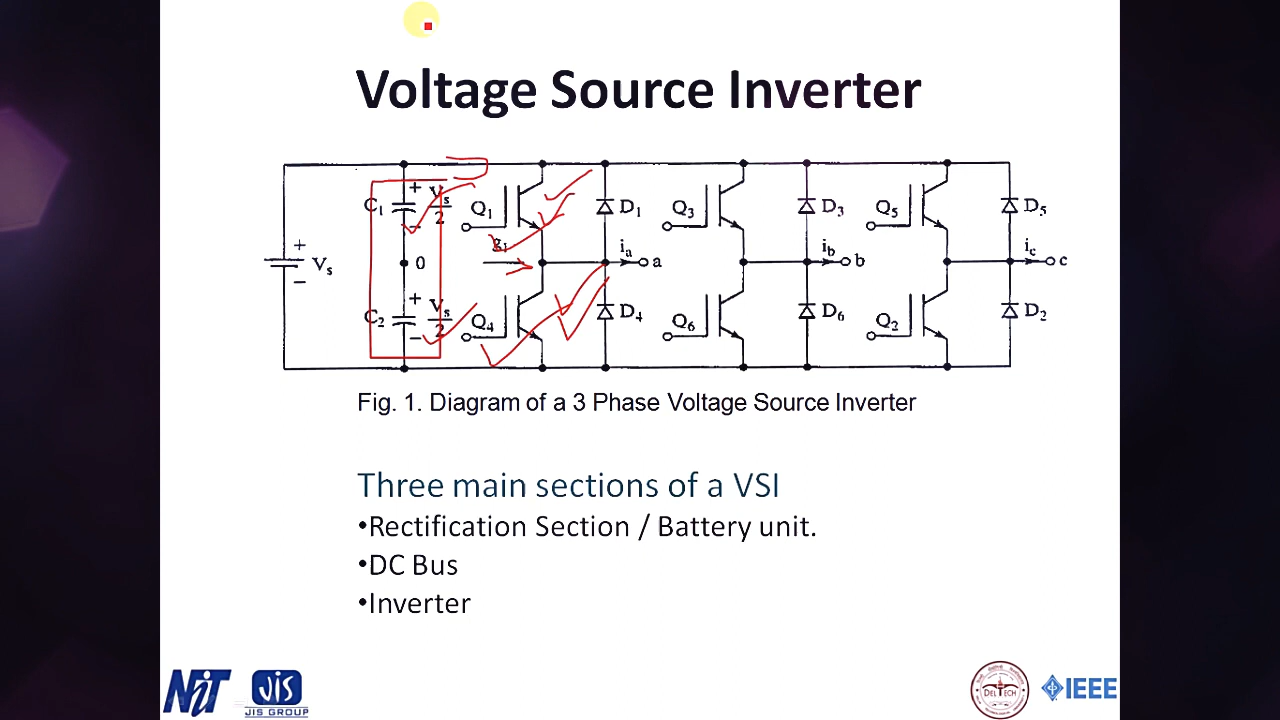 Voltage Source Inverter
+ Vs/2
C1
Q1
D1
Q3
D3
Q5
D5
−
g1
ia
ib
ic
+
Vs
−
0
a
b
c
+ Vs/2
C2
Q4
D4
Q6
D6
Q2
D2
−
Fig. 1. Diagram of a 3 Phase Voltage Source Inverter
Three main sections of a VSI
•Rectification Section / Battery unit.
•DC Bus
•Inverter
NiT
JIS
JIS GROUP
DELTECH
IEEE